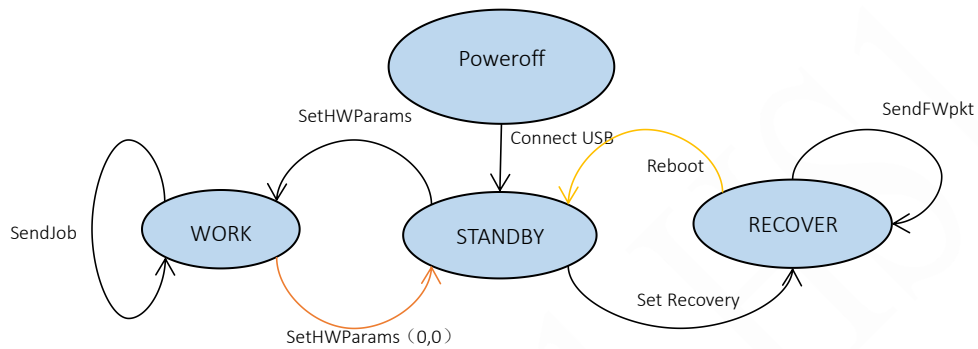 Poweroff
SetHWParams
SendFWpkt
Connect USB
Reboot
SendJob
WORK
STANDBY
RECOVER
Set Recovery
SetHWParams（0,0）